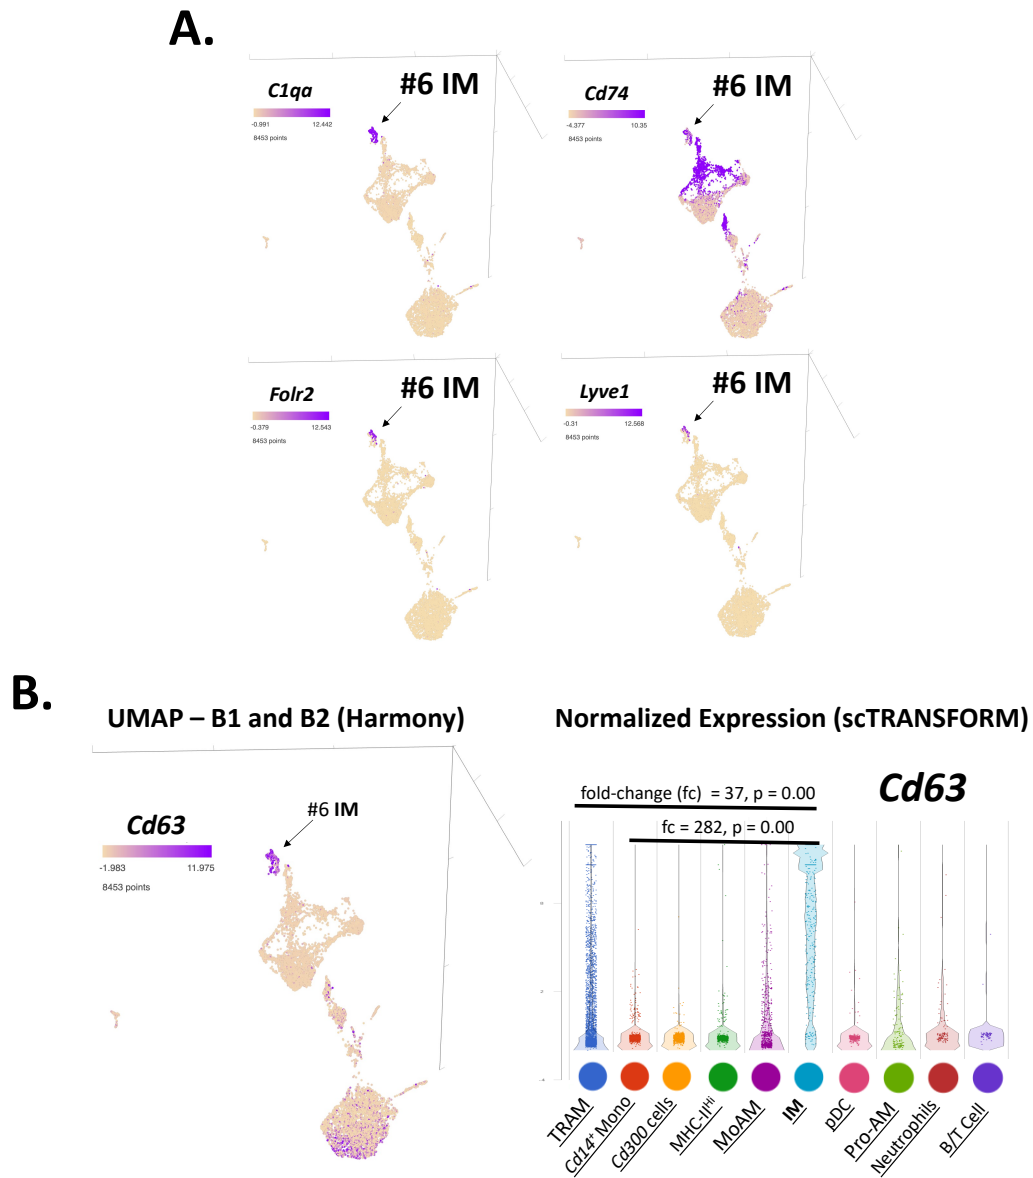 A.
C1qa
-0.991 12.442
8453 points
#6 IM
Cd74
-4.377 10.35
8453 points
#6 IM
Folr2
-0.379 12.543
8453 points
#6 IM
Lyve1
-0.31 12.568
8453 points
#6 IM
B.
UMAP – B1 and B2 (Harmony)
Cd63
-1.983 11.975
8453 points
#6 IM
Normalized Expression (scTRANSFORM)
Cd63
fold-change (fc) = 37, p = 0.00
fc = 282, p = 0.00
TRAM
Cd14⁺ Mono
Cd300 cells
MHC-IIᴴⁱ
MoAM
IM
pDC
Pro-AM
Neutrophils
B/T Cell